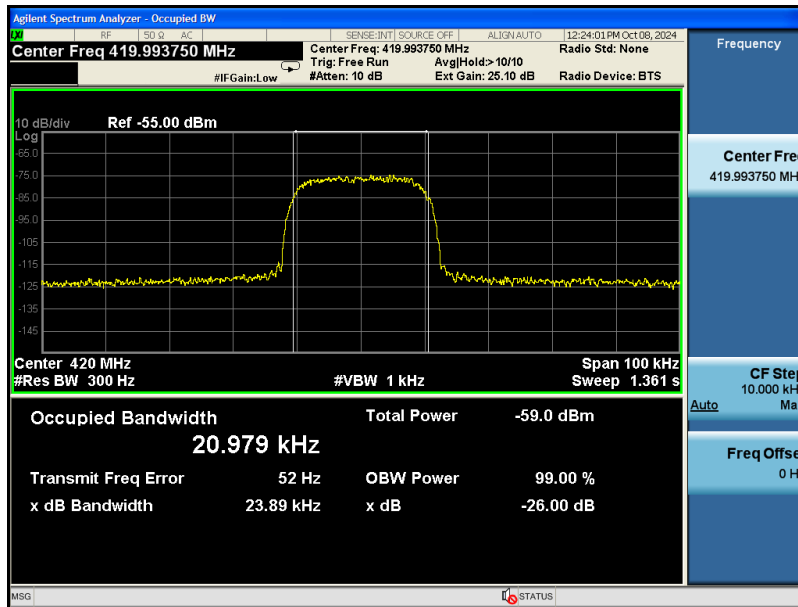 Agilent Spectrum Analyzer - Occupied BW
LXI RF 50 Ω AC SENSE:INT SOURCE OFF ALIGN AUTO 12:24:01 PM Oct 08, 2024
Center Freq 419.993750 MHz
Center Freq: 419.993750 MHz Radio Std: None
Trig: Free Run Avg|Hold:> 10/10
#IFGain:Low #Atten: 10 dB Ext Gain: 25.10 dB Radio Device: BTS
10 dB/div Ref -55.00 dBm
Log
-65.0
-75.0
-85.0
-95.0
-105
-115
-125
-135
-145
Center 420 MHz Span 100 kHz
#Res BW 300 Hz #VBW 1 kHz Sweep 1.361 s
Occupied Bandwidth Total Power -59.0 dBm
20.979 kHz
Transmit Freq Error 52 Hz OBW Power 99.00 %
x dB Bandwidth 23.89 kHz x dB -26.00 dB
MSG STATUS
Frequency
Center Fre
419.993750 MH
CF Step
10.000 kH
Auto Ma
Freq Offse
0 H